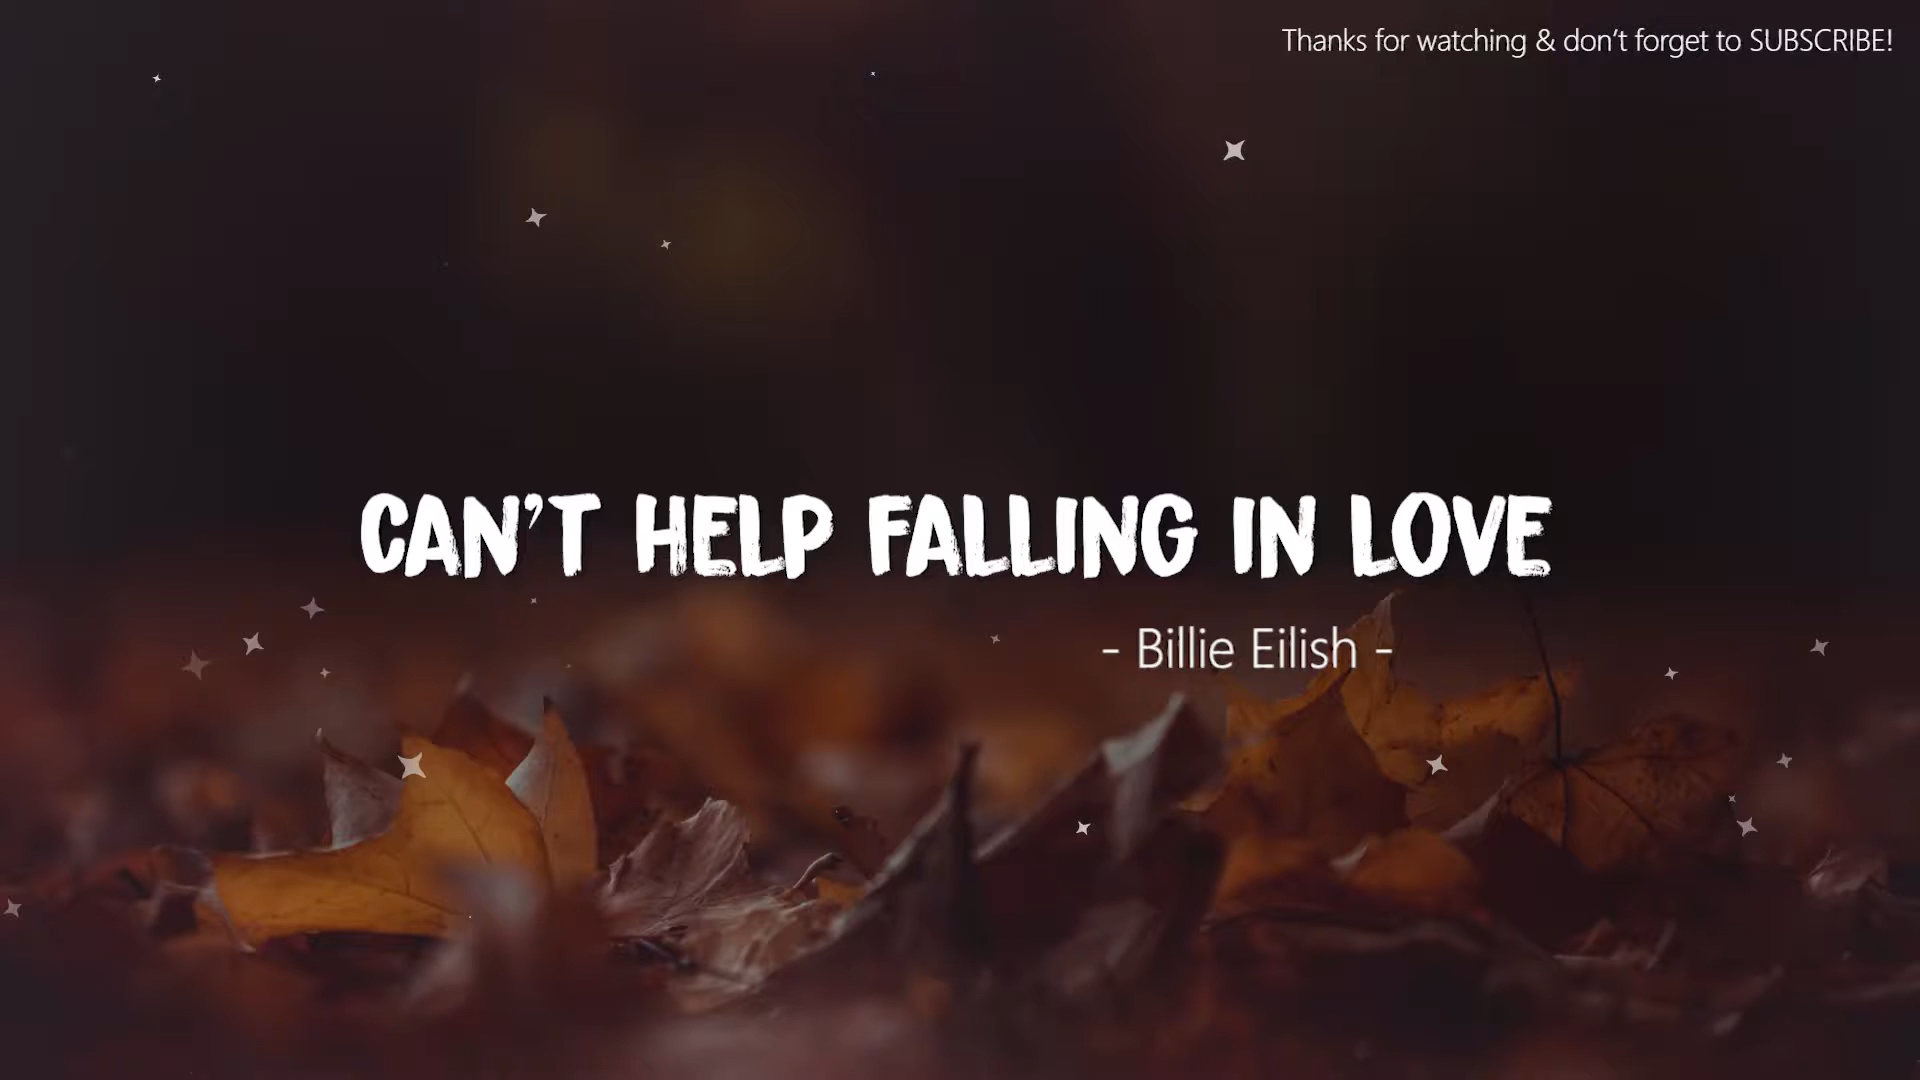 Thanks for watching & don't forget to SUBSCRIBE!
CAN'T HELP FALLING IN LOVE
- Billie Eilish -